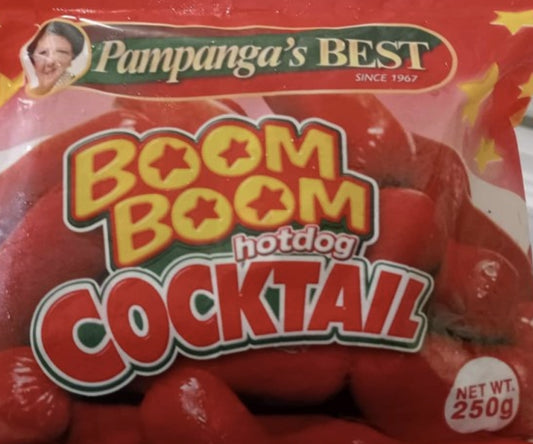 Pampanga's BEST
SINCE 1967
BOOM
BOOM
hotdog
COCKTAIL
NET WT.
250g